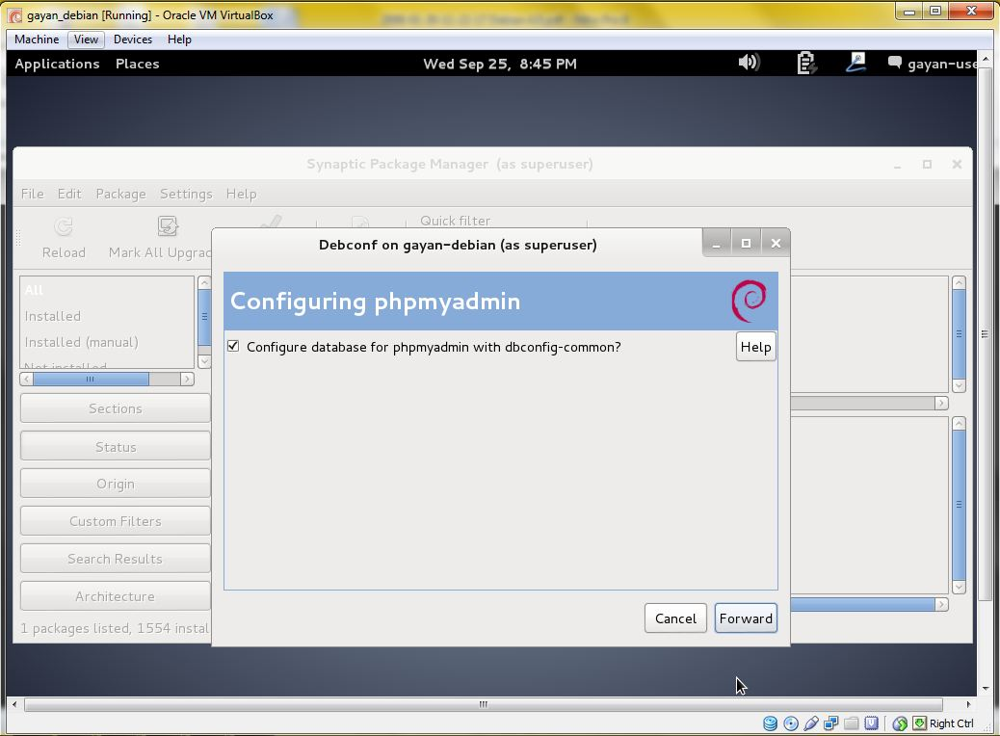 gayan_debian [Running] - Oracle VM VirtualBox
Machine View Devices Help
Applications Places Wed Sep 25, 8:45 PM gayan-use
Synaptic Package Manager (as superuser)
File Edit Package Settings Help
Quick filter
Reload Mark All Upgrad
Debconf on gayan-debian (as superuser)
Configuring phpmyadmin
Configure database for phpmyadmin with dbconfig-common?
Help
All
Installed
Installed (manual)
Not installed
Sections
Status
Origin
Custom Filters
Search Results
Architecture
1 packages listed, 1554 instal
Cancel Forward
Right Ctrl